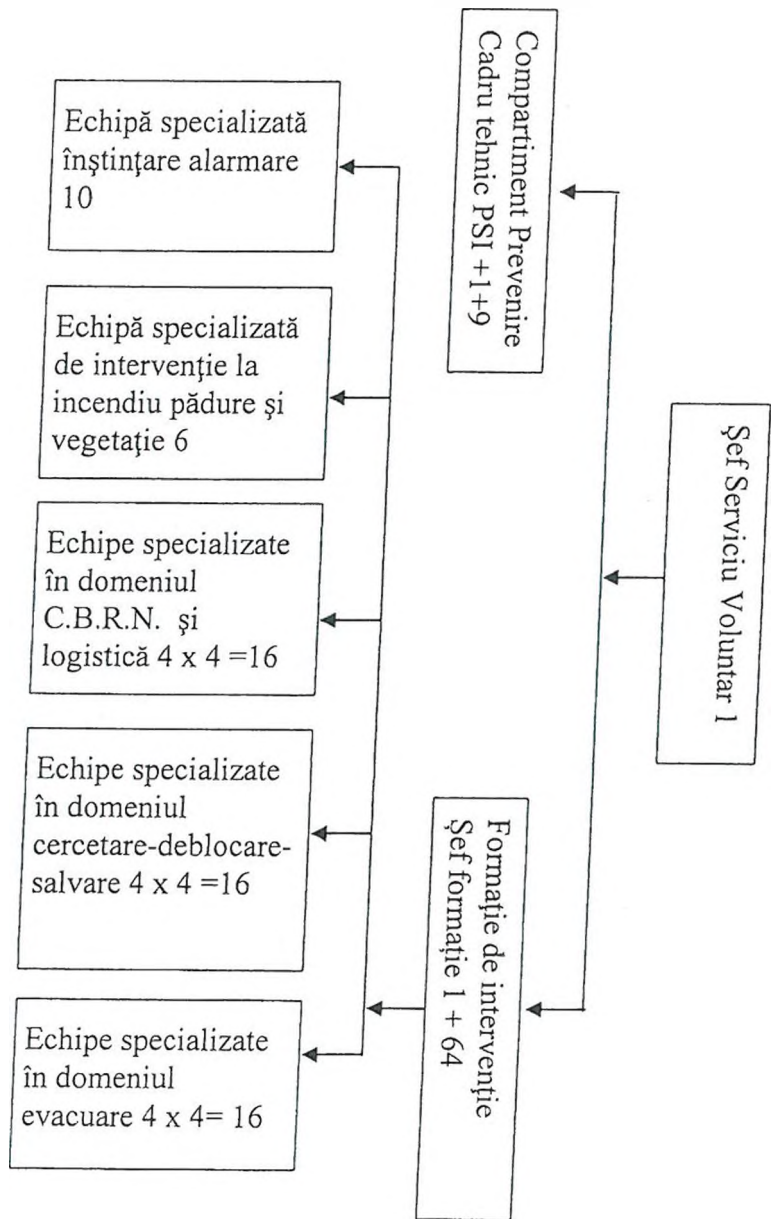 Şef Serviciu Voluntar 1
Compartiment Prevenire
Cadru tehnic PSI +1+9
Formaţie de intervenţie
Şef formaţie 1 + 64
Echipă specializată
înştinţare alarmare
10
Echipă specializată
de intervenţie la
incendiu pădure şi
vegetaţie 6
Echipe specializate
în domeniul
C.B.R.N. şi
logistică 4 x 4 =16
Echipe specializate
în domeniul
cercetare-deblocare-
salvare 4 x 4 =16
Echipe specializate
în domeniul
evacuare 4 x 4= 16